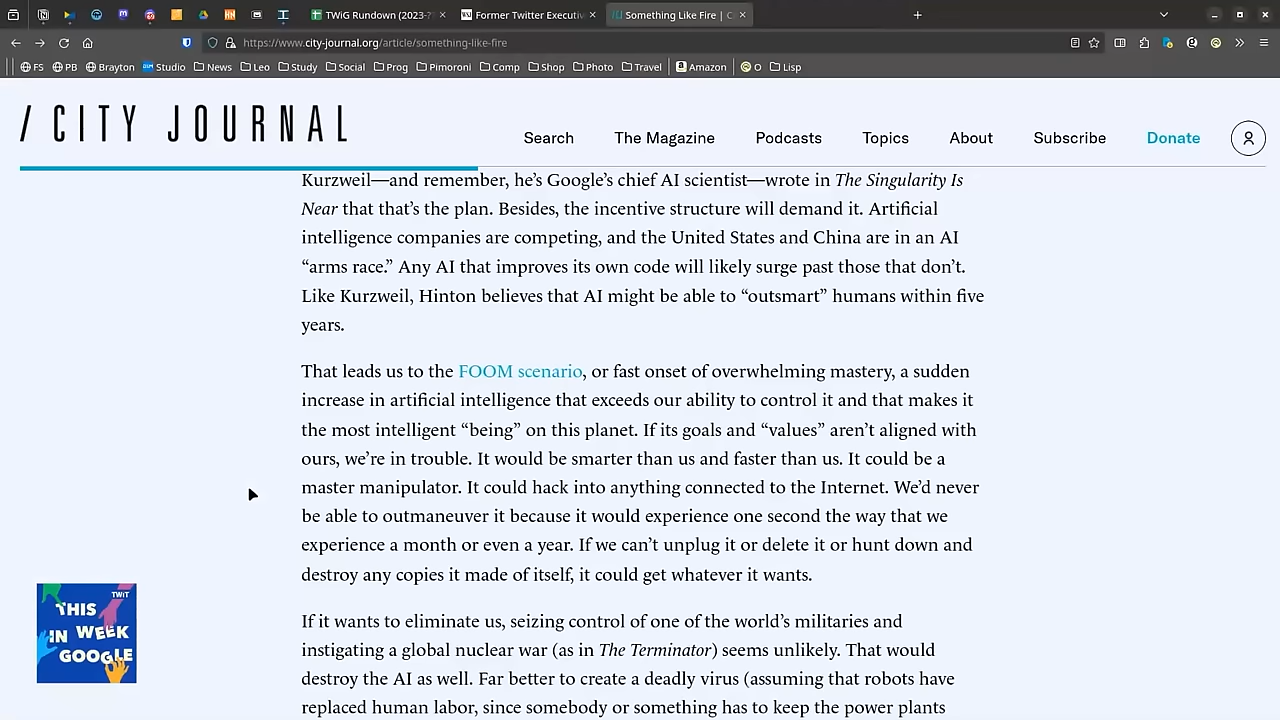 TWiG Rundown (2023-?
Former Twitter Executiv
Something Like Fire | C
https://www.city-journal.org/article/something-like-fire
FS PB Brayton Studio News Leo Study Social Prog Pimoroni Comp Shop Photo Travel Amazon O Lisp
/ CITY JOURNAL
Search The Magazine Podcasts Topics About Subscribe Donate
Kurzweil—and remember, he’s Google’s chief AI scientist—wrote in The Singularity Is
Near that that’s the plan. Besides, the incentive structure will demand it. Artificial
intelligence companies are competing, and the United States and China are in an AI
“arms race.” Any AI that improves its own code will likely surge past those that don’t.
Like Kurzweil, Hinton believes that AI might be able to “outsmart” humans within five
years.
That leads us to the FOOM scenario, or fast onset of overwhelming mastery, a sudden
increase in artificial intelligence that exceeds our ability to control it and that makes it
the most intelligent “being” on this planet. If its goals and “values” aren’t aligned with
ours, we’re in trouble. It would be smarter than us and faster than us. It could be a
master manipulator. It could hack into anything connected to the Internet. We’d never
be able to outmaneuver it because it would experience one second the way that we
experience a month or even a year. If we can’t unplug it or delete it or hunt down and
destroy any copies it made of itself, it could get whatever it wants.
If it wants to eliminate us, seizing control of one of the world’s militaries and
instigating a global nuclear war (as in The Terminator) seems unlikely. That would
destroy the AI as well. Far better to create a deadly virus (assuming that robots have
replaced human labor, since somebody or something has to keep the power plants
TWiT
THIS
IN WEEK
GOOGLE